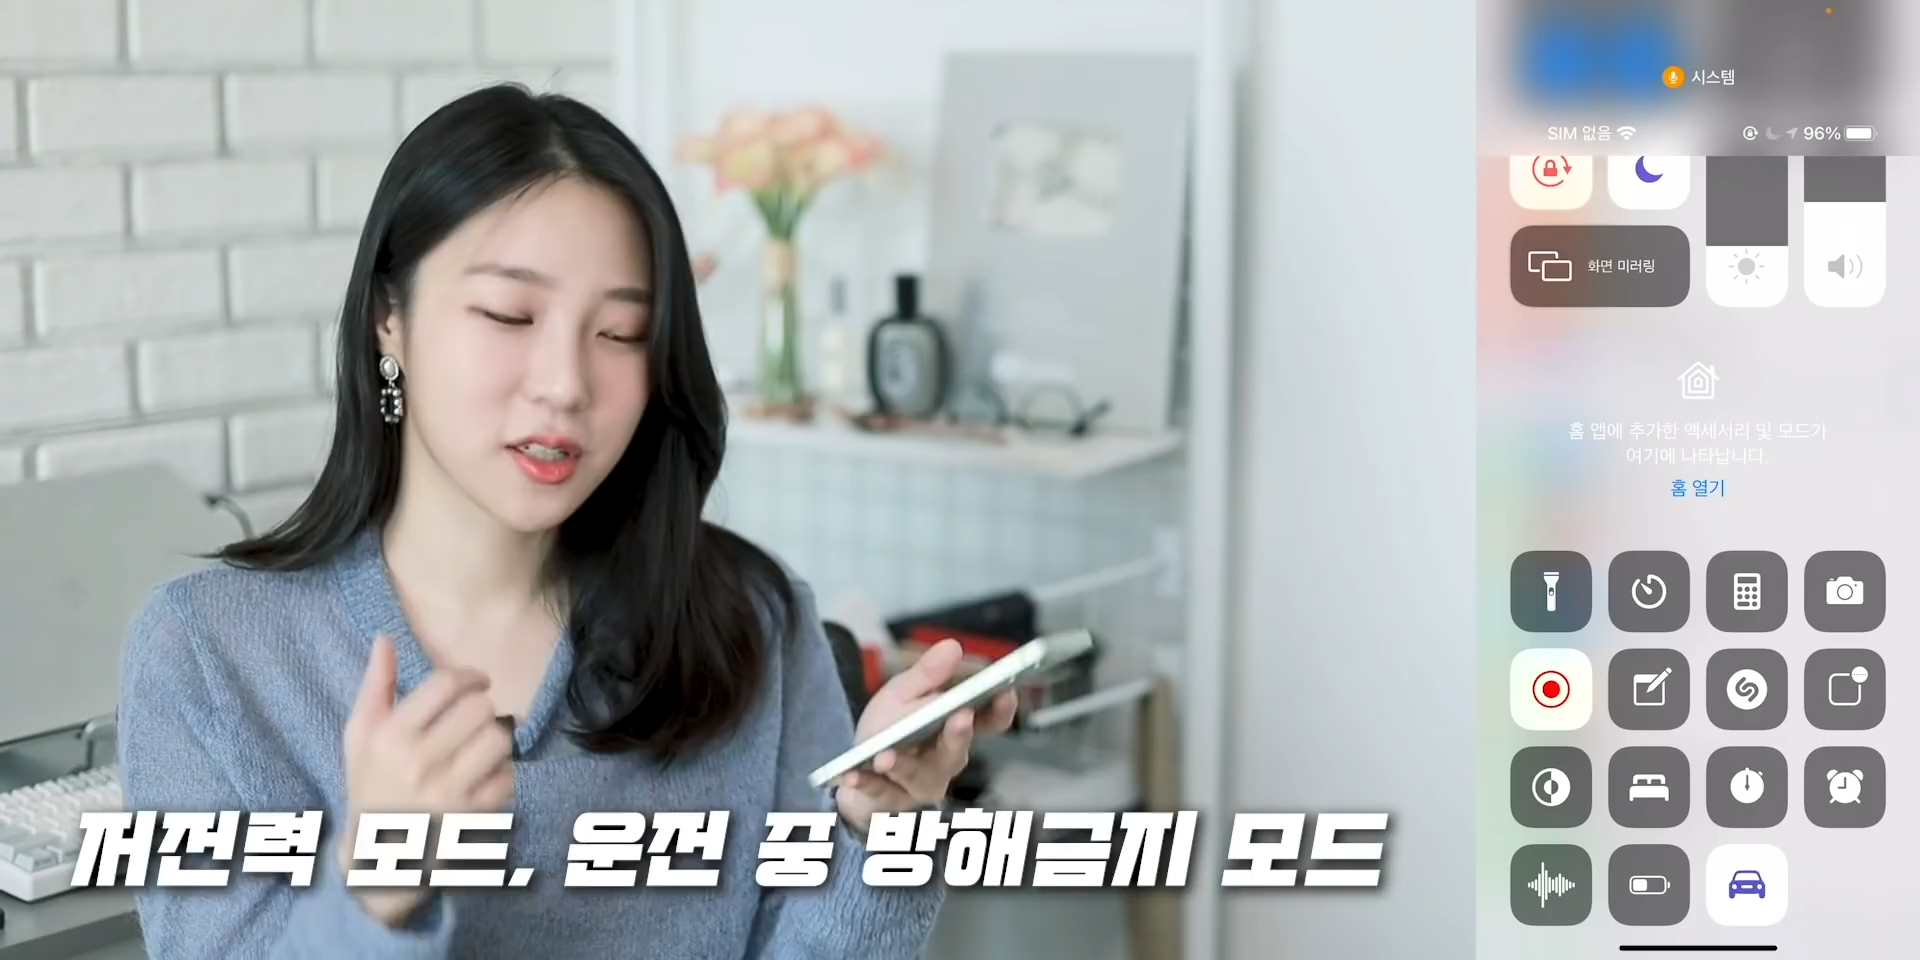 시스템
SIM 없음
96%
화면 미러링
홈 앱에 추가한 액세서리 및 모드가
여기에 나타납니다.
홈 열기
저전력 모드, 운전 중 방해금지 모드